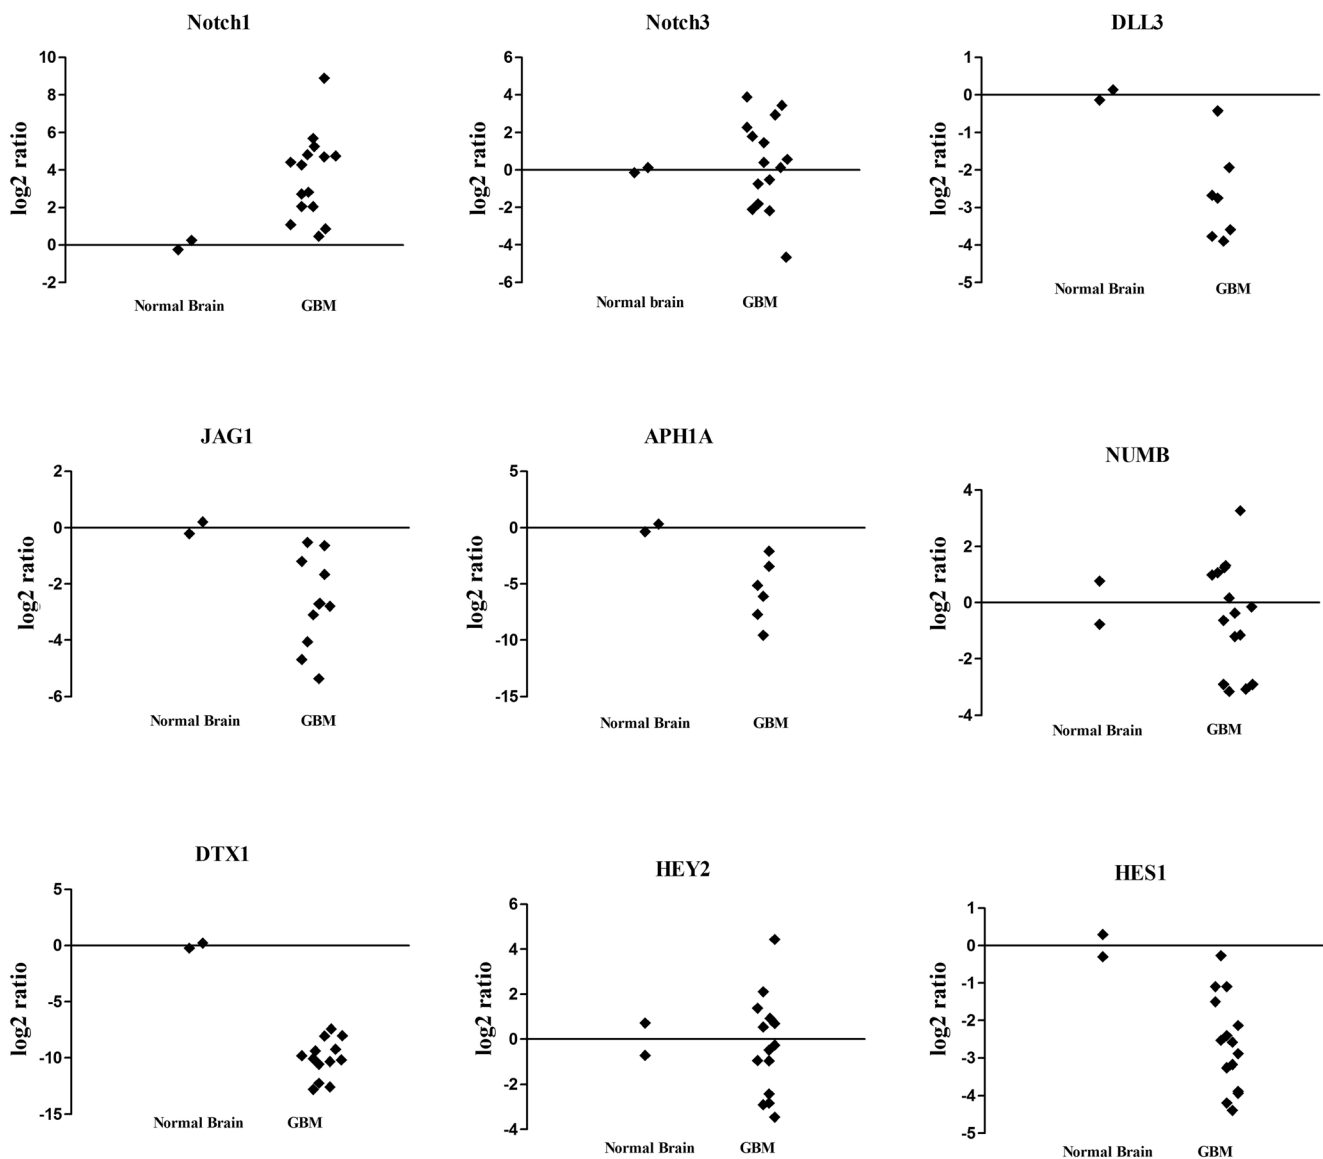 Notch1
10
8
6
4
2
0
-2
log2 ratio
Normal Brain
GBM
Notch3
6
4
2
0
-2
-4
-6
log2 ratio
Normal brain
GBM
DLL3
1
0
-1
-2
-3
-4
-5
log2 ratio
Normal Brain
GBM
JAG1
2
0
-2
-4
-6
log2 ratio
Normal Brain
GBM
APH1A
5
0
-5
-10
-15
log2 ratio
Normal Brain
GBM
NUMB
4
2
0
-2
-4
log2 ratio
Normal Brain
GBM
DTX1
5
0
-5
-10
-15
log2 ratio
Normal Brain
GBM
HEY2
6
4
2
0
-2
-4
log2 ratio
Normal Brain
GBM
HES1
1
0
-1
-2
-3
-4
-5
log2 ratio
Normal Brain
GBM